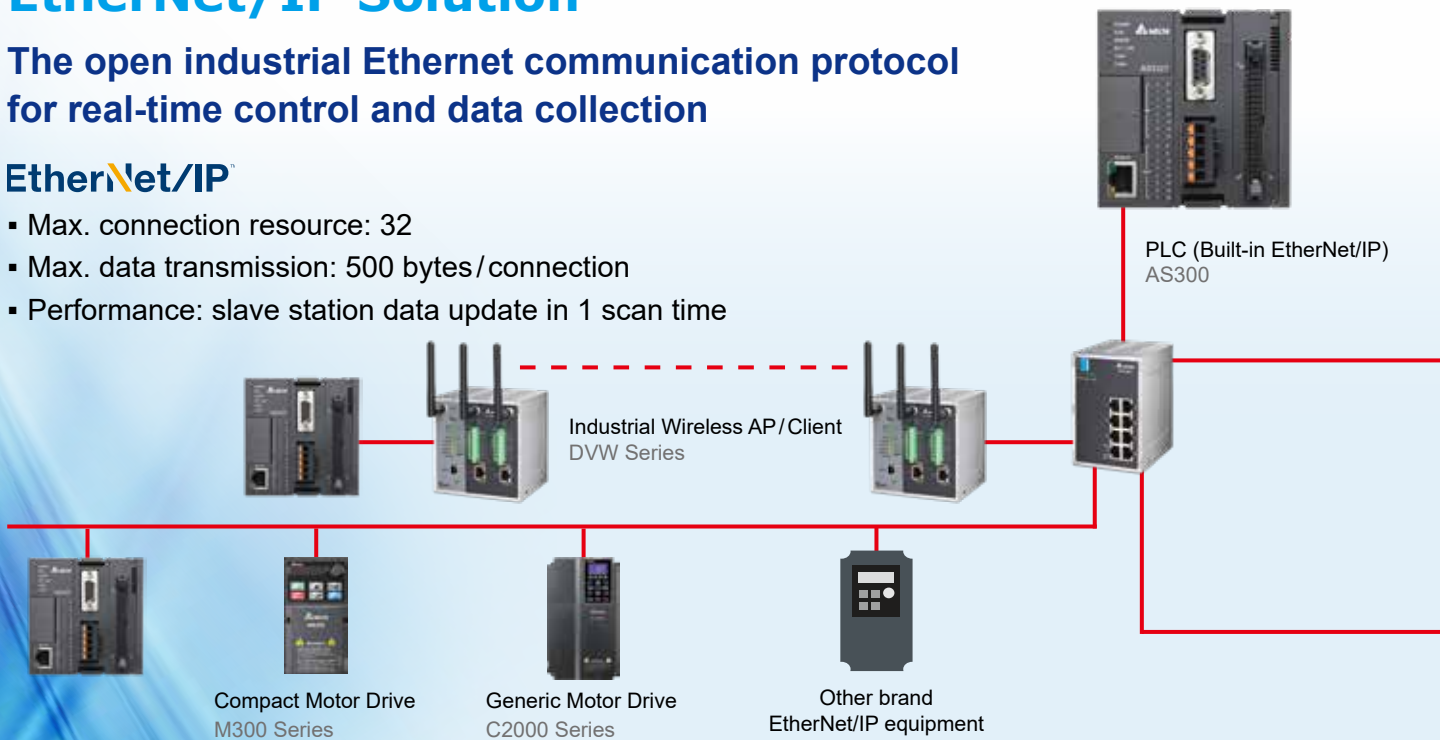 EtherNet/IP Solution
The open industrial Ethernet communication protocol
for real-time control and data collection
EtherNet/IP™
▪ Max. connection resource: 32
▪ Max. data transmission: 500 bytes/connection
▪ Performance: slave station data update in 1 scan time
PLC (Built-in EtherNet/IP)
AS300
Industrial Wireless AP/Client
DVW Series
Compact Motor Drive
M300 Series
Generic Motor Drive
C2000 Series
Other brand
EtherNet/IP equipment